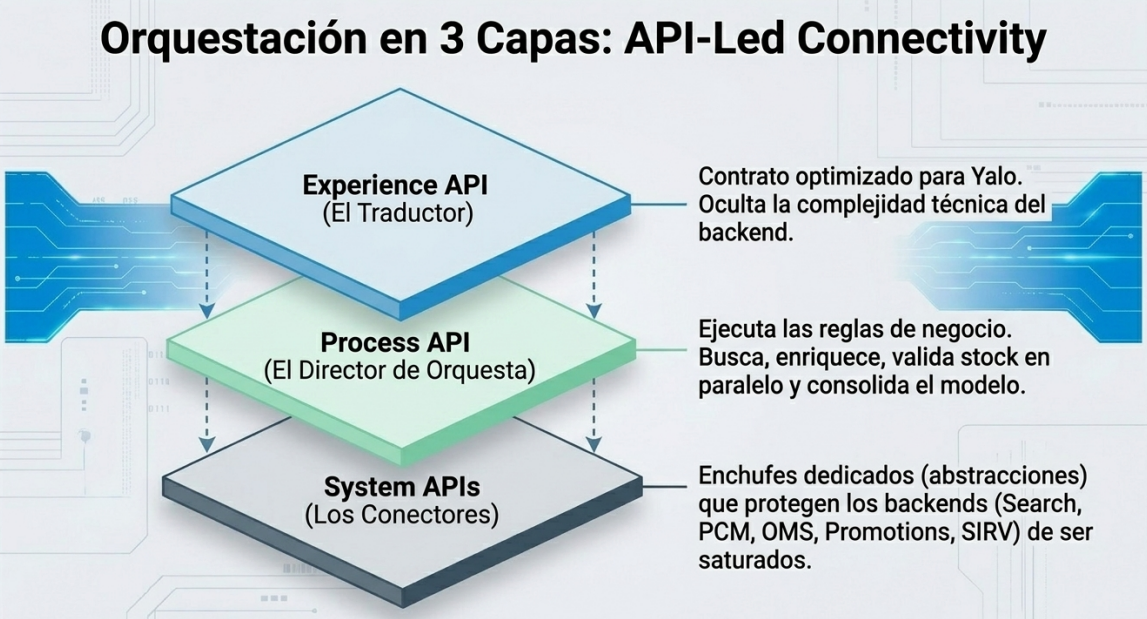 Orquestación en 3 Capas: API-Led Connectivity
Experience API
(El Traductor)
Contrato optimizado para Yalo.
Oculta la complejidad técnica del
backend.
Process API
(El Director de Orquesta)
Ejecuta las reglas de negocio.
Busca, enriquece, valida stock en
paralelo y consolida el modelo.
System APIs
(Los Conectores)
Enchufes dedicados (abstracciones)
que protegen los backends (Search,
PCM, OMS, Promotions, SIRV) de ser
saturados.